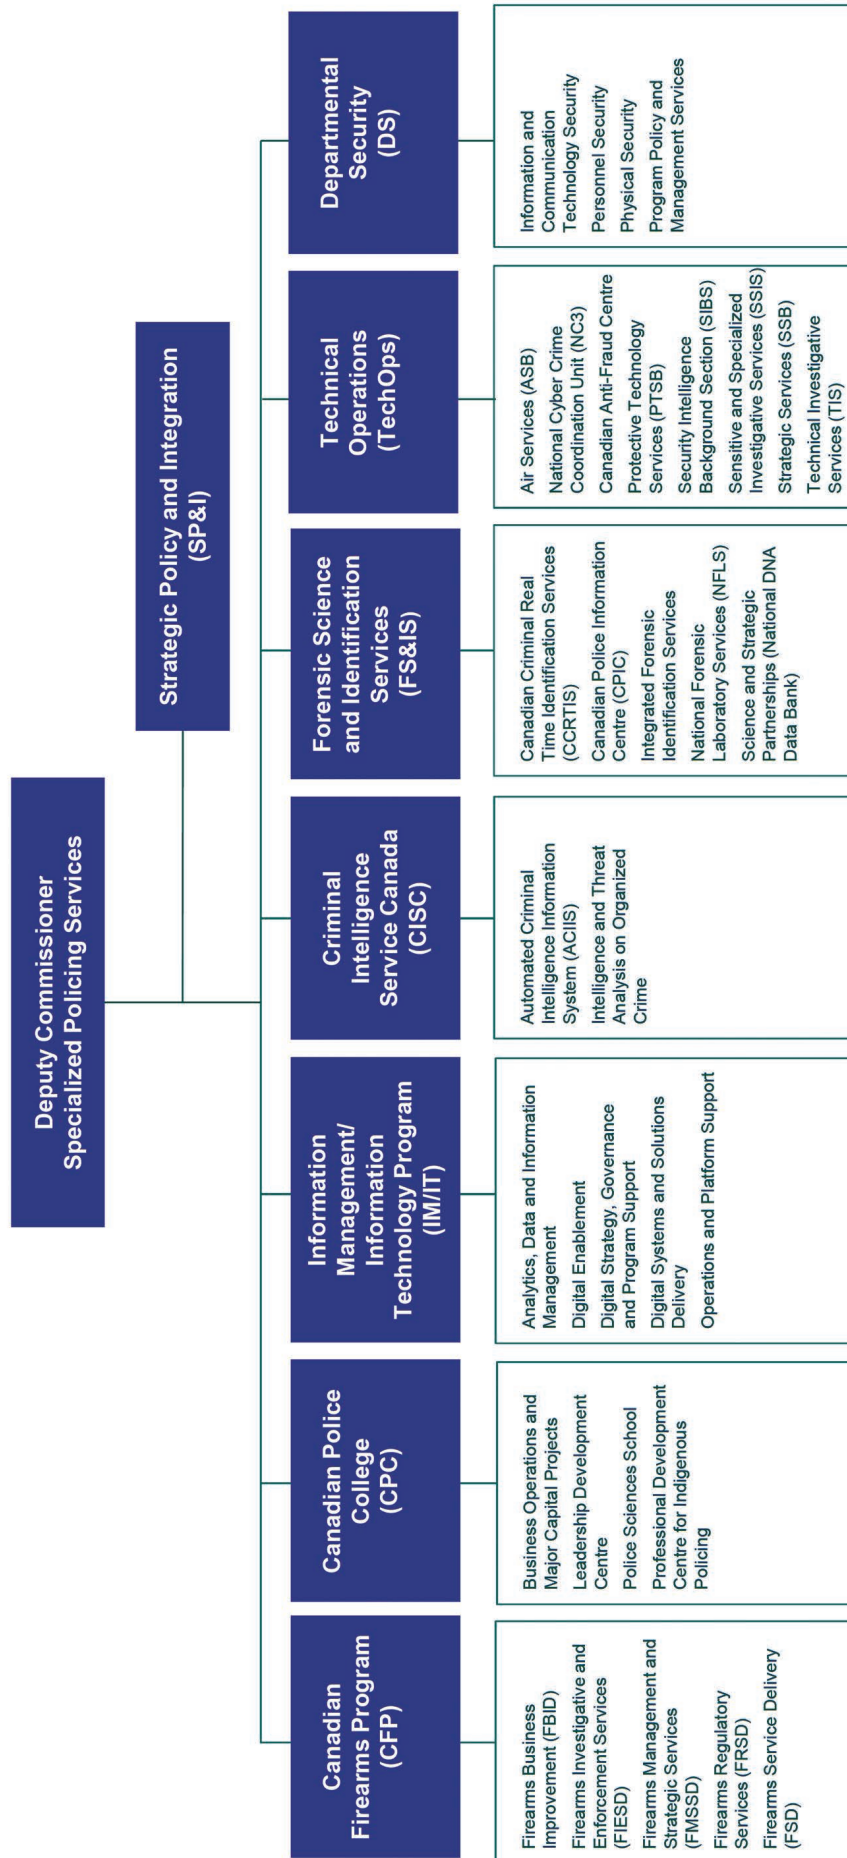 Deputy Commissioner
Specialized Policing Services
Strategic Policy and Integration
(SP&I)
Canadian
Firearms Program
(CFP)
Firearms Business
Improvement (FBID)
Firearms Investigative and
Enforcement Services
(FIESD)
Firearms Management and
Strategic Services
(FMSSD)
Firearms Regulatory
Services (FRSD)
Firearms Service Delivery
(FSD)
Canadian Police
College
(CPC)
Business Operations and
Major Capital Projects
Leadership Development
Centre
Police Sciences School
Professional Development
Centre for Indigenous
Policing
Information
Management/
Information
Technology Program
(IM/IT)
Analytics, Data and Information
Management
Digital Enablement
Digital Strategy, Governance
and Program Support
Digital Systems and Solutions
Delivery
Operations and Platform Support
Criminal
Intelligence
Service Canada
(CISC)
Automated Criminal
Intelligence Information
System (ACIIS)
Intelligence and Threat
Analysis on Organized
Crime
Forensic Science
and Identification
Services
(FS&IS)
Canadian Criminal Real
Time Identification Services
(CCRTIS)
Canadian Police Information
Centre (CPIC)
Integrated Forensic
Identification Services
National Forensic
Laboratory Services (NFLS)
Science and Strategic
Partnerships (National DNA
Data Bank)
Technical
Operations
(TechOps)
Air Services (ASB)
National Cyber Crime
Coordination Unit (NC3)
Canadian Anti-Fraud Centre
Protective Technology
Services (PTSB)
Security Intelligence
Background Section (SIBS)
Sensitive and Specialized
Investigative Services (SSIS)
Strategic Services (SSB)
Technical Investigative
Services (TIS)
Departmental
Security
(DS)
Information and
Communication
Technology Security
Personnel Security
Physical Security
Program Policy and
Management Services